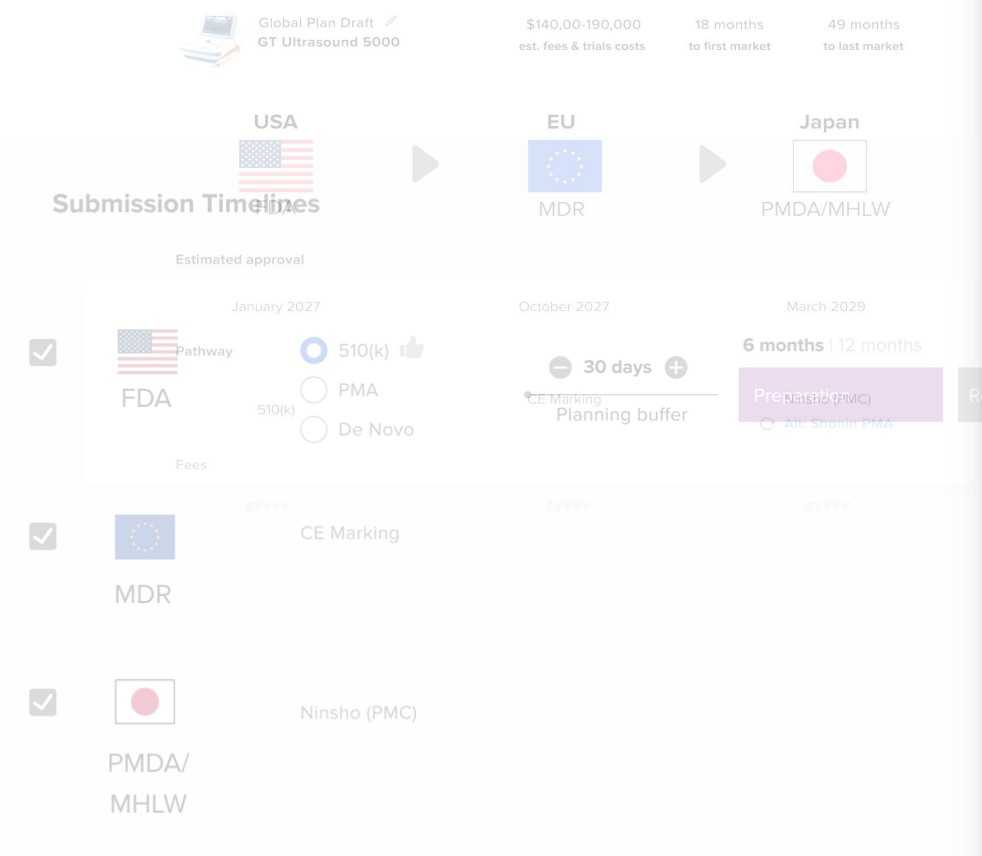 Global Plan Draft
GT Ultrasound 5000
$140,00-190,000
est. fees & trials costs
18 months
to first market
49 months
to last market
USA
EU
Japan
FDA
MDR
PMDA/MHLW
Submission Timelines
Estimated approval
January 2027
October 2027
March 2029
Pathway
510(k)
CE Marking
Ninsho (PMC)
Alt: Shonin PMA
Fees
$YYYY
$YYYY
$YYYY
FDA
510(k)
PMA
De Novo
30 days
Planning buffer
6 months | 12 months
Preparation
MDR
CE Marking
PMDA/
MHLW
Ninsho (PMC)